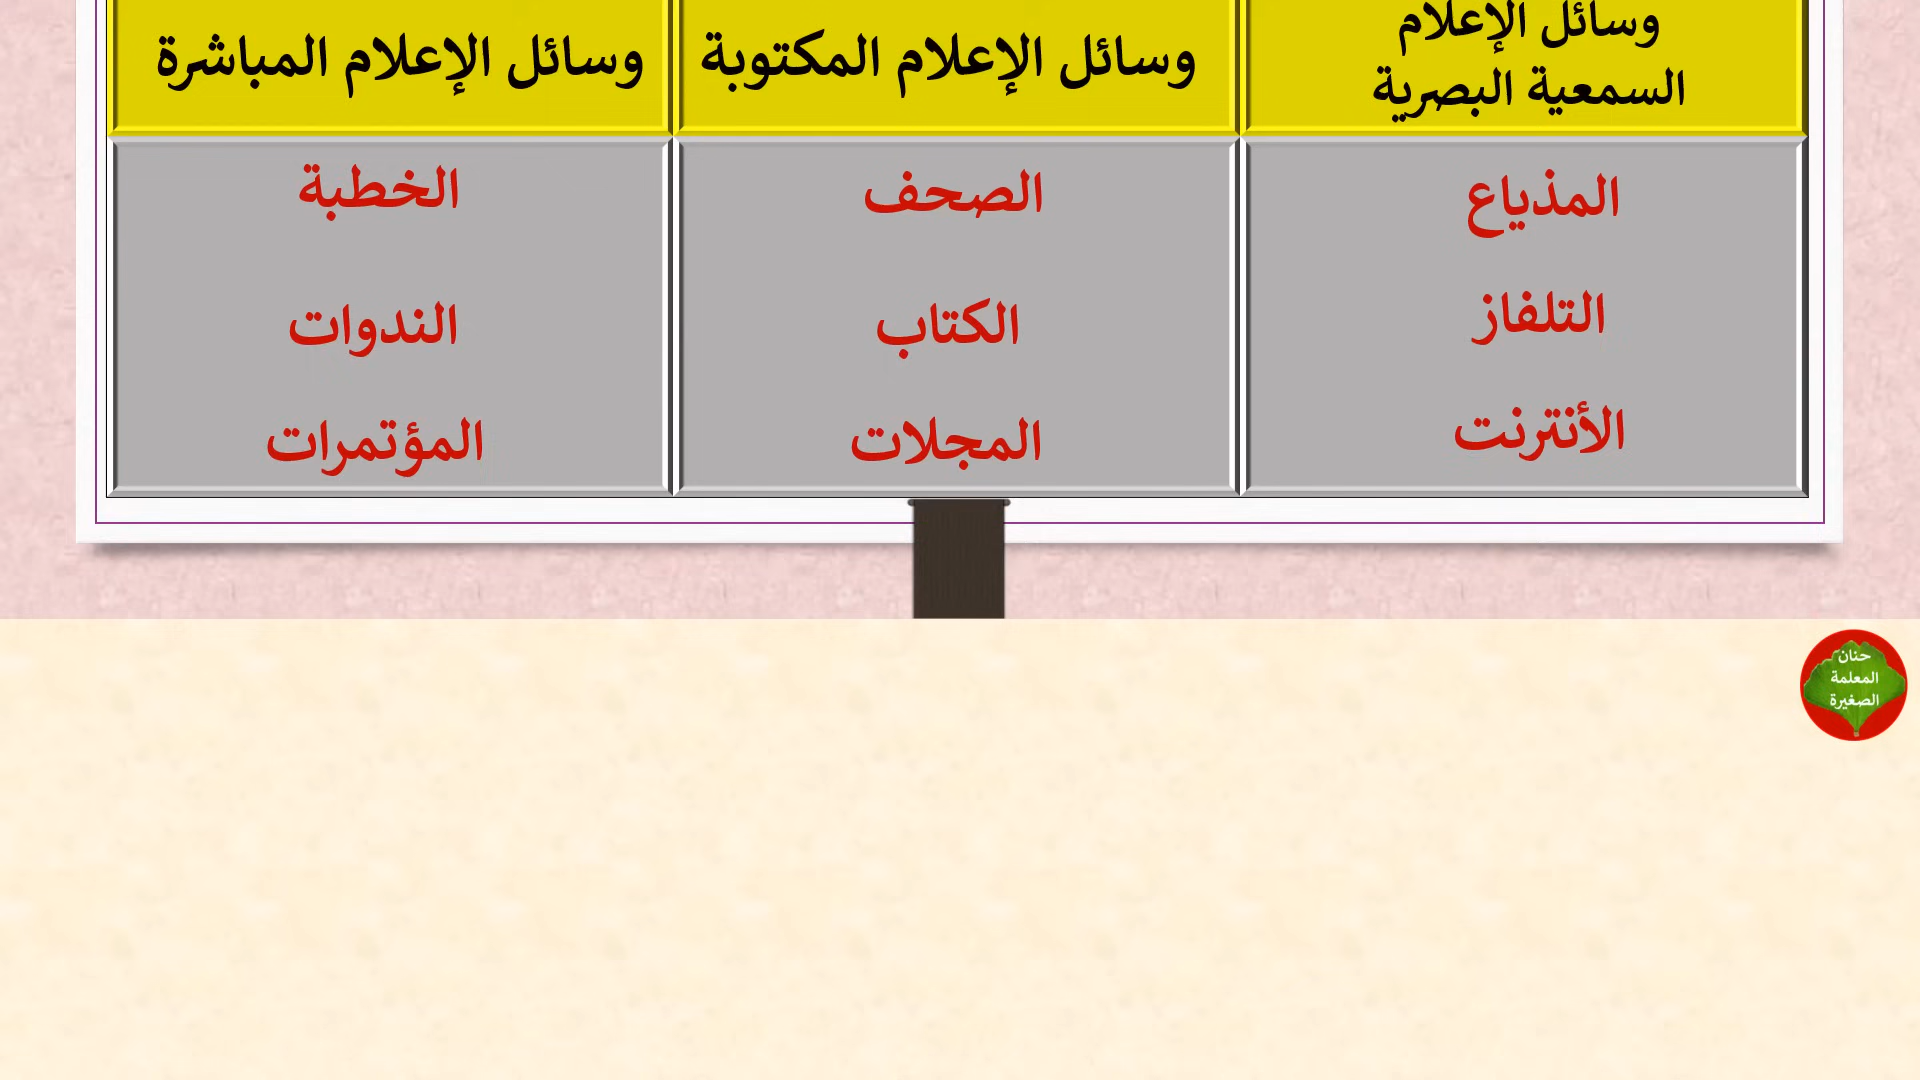 وسائل الإعلام
السمعية البصرية
وسائل الإعلام المكتوبة
وسائل الإعلام المباشرة
المذياع
التلفاز
الأنترنت
الصحف
الكتاب
المجلات
الخطبة
الندوات
المؤتمرات
حنان
المعلمة
الصغيرة